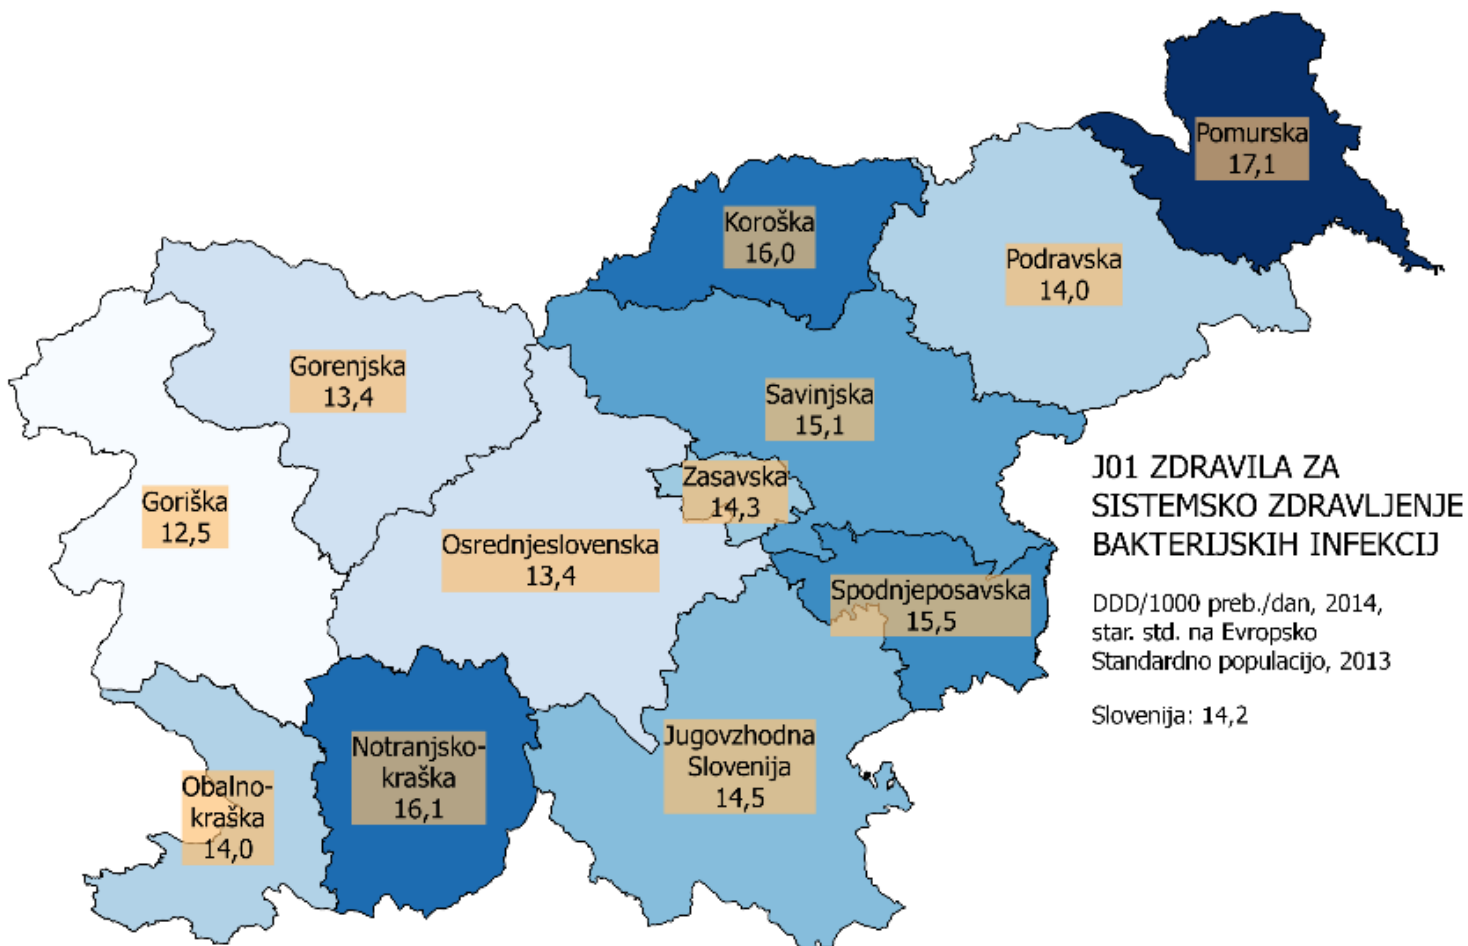 Pomurska
17,1
Koroška
16,0
Podravska
14,0
Gorenjska
13,4
Savinjska
15,1
Zasavska
14,3
Goriška
12,5
Osrednjeslovenska
13,4
Spodnjeposavska
15,5
Notranjsko-
kraška
16,1
Jugovzhodna
Slovenija
14,5
Obalno-
kraška
14,0
J01 ZDRAVILA ZA
SISTEMSKO ZDRAVLJENJE
BAKTERIJSKIH INFEKCIJ
DDD/1000 preb./dan, 2014,
star. std. na Evropsko
Standardno populacijo, 2013
Slovenija: 14,2